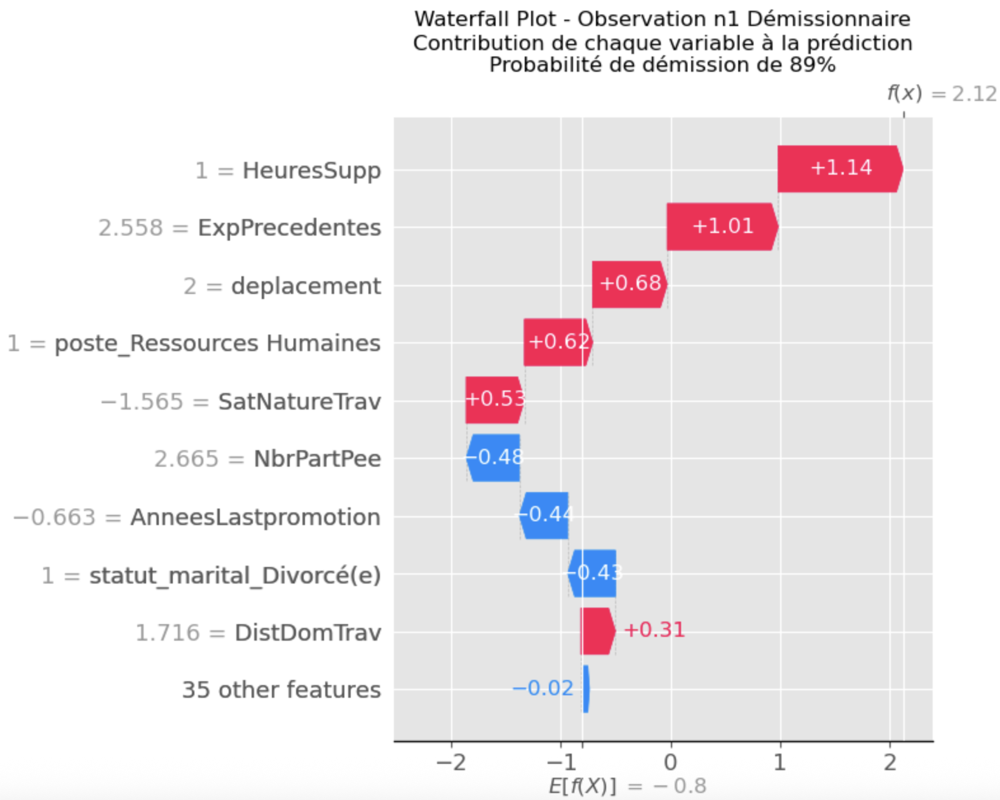 Waterfall Plot - Observation n1 Démissionnaire
Contribution de chaque variable à la prédiction
Probabilité de démission de 89%
f(x) = 2.12
1 = HeuresSupp
+1.14
2.558 = ExpPrecedentes
+1.01
2 = deplacement
+0.68
1 = poste_Ressources Humaines
+0.62
−1.565 = SatNatureTrav
+0.53
2.665 = NbrPartPee
−0.48
−0.663 = AnneesLastpromotion
−0.44
1 = statut_marital_Divorcé(e)
−0.43
1.716 = DistDomTrav
+0.31
35 other features
−0.02
−2 −1 0 1 2
E[f(X)] = −0.8